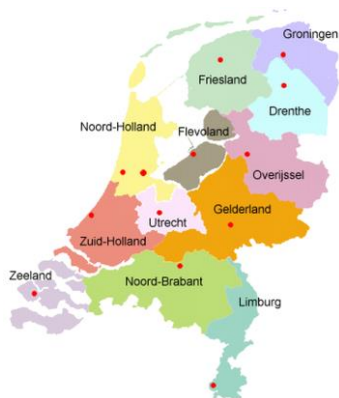 Groningen
Friesland
Drenthe
Noord-Holland
Flevoland
Overijssel
Utrecht
Gelderland
Zuid-Holland
Zeeland
Noord-Brabant
Limburg